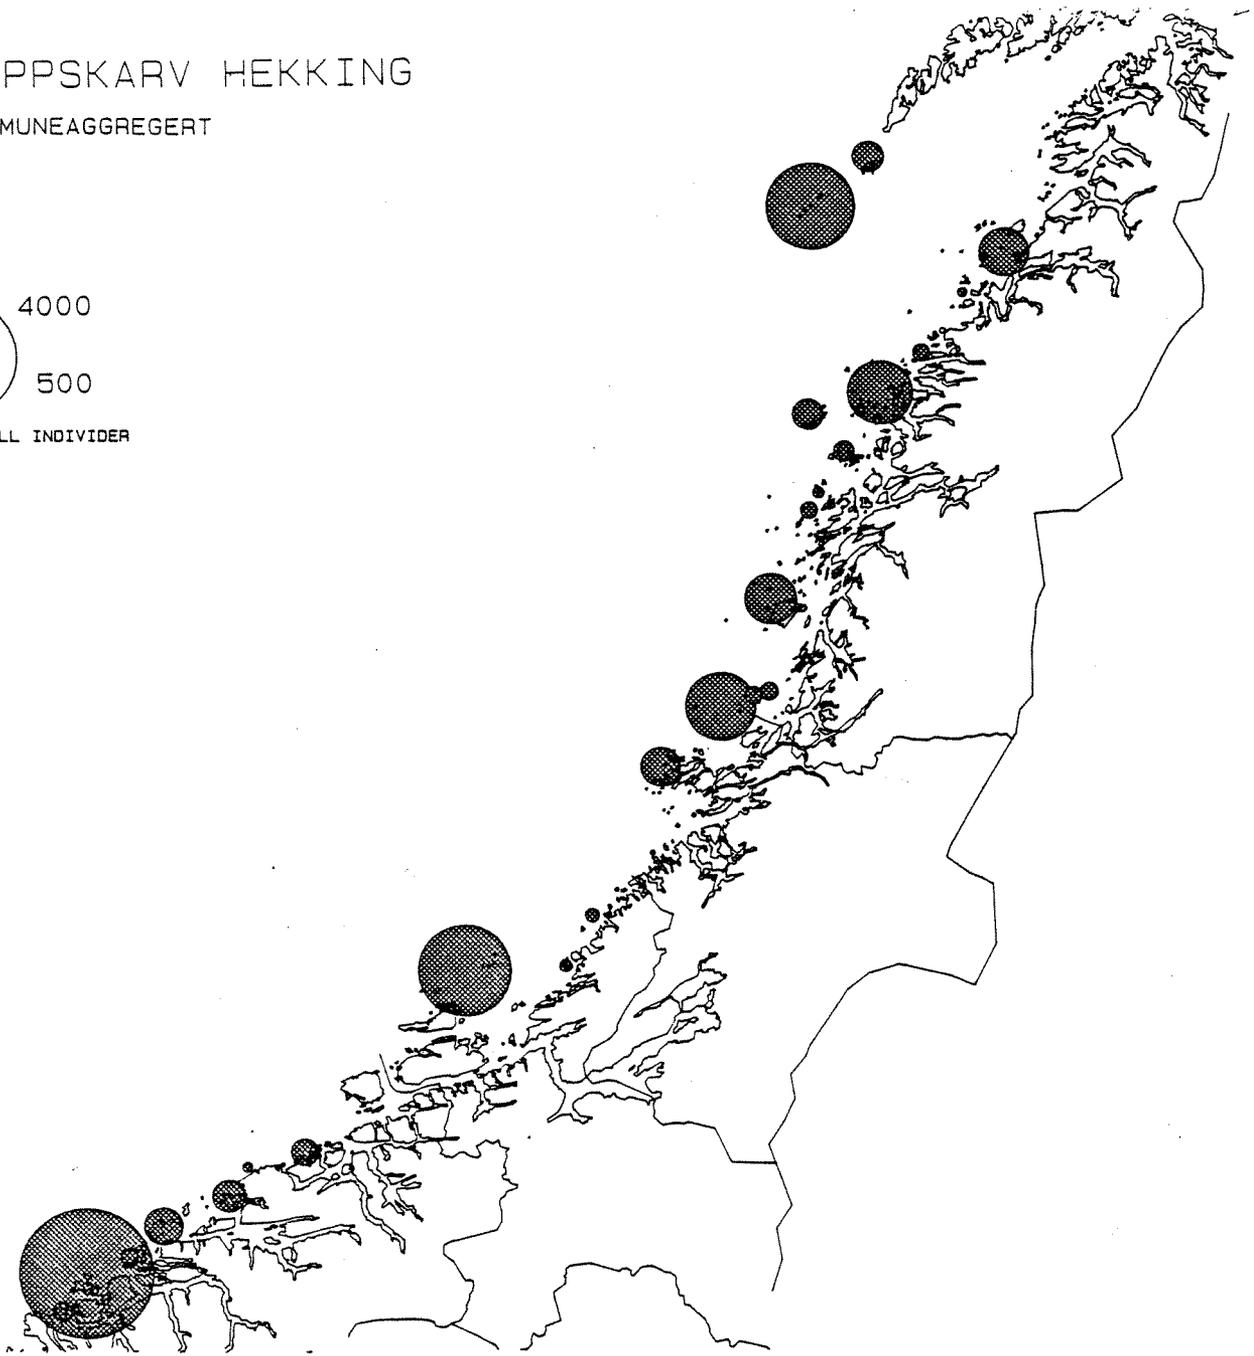 PPSKARV HEKKING
MUNEAGGREGERT
4000
500
LL INDIVIDER